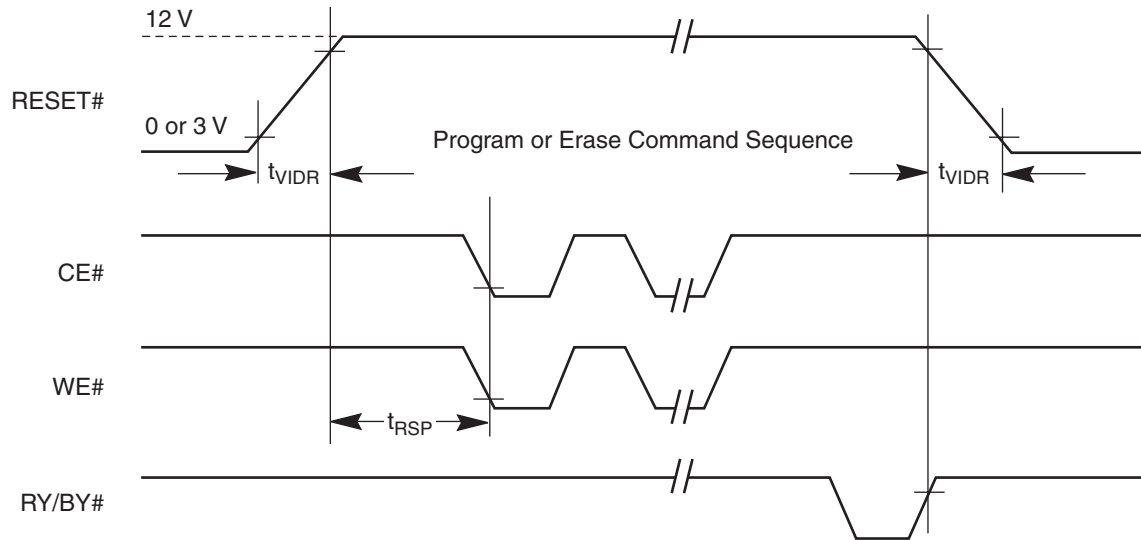 12 V
RESET#
0 or 3 V
Program or Erase Command Sequence
tVIDR
tVIDR
CE#
WE#
tRSP
RY/BY#